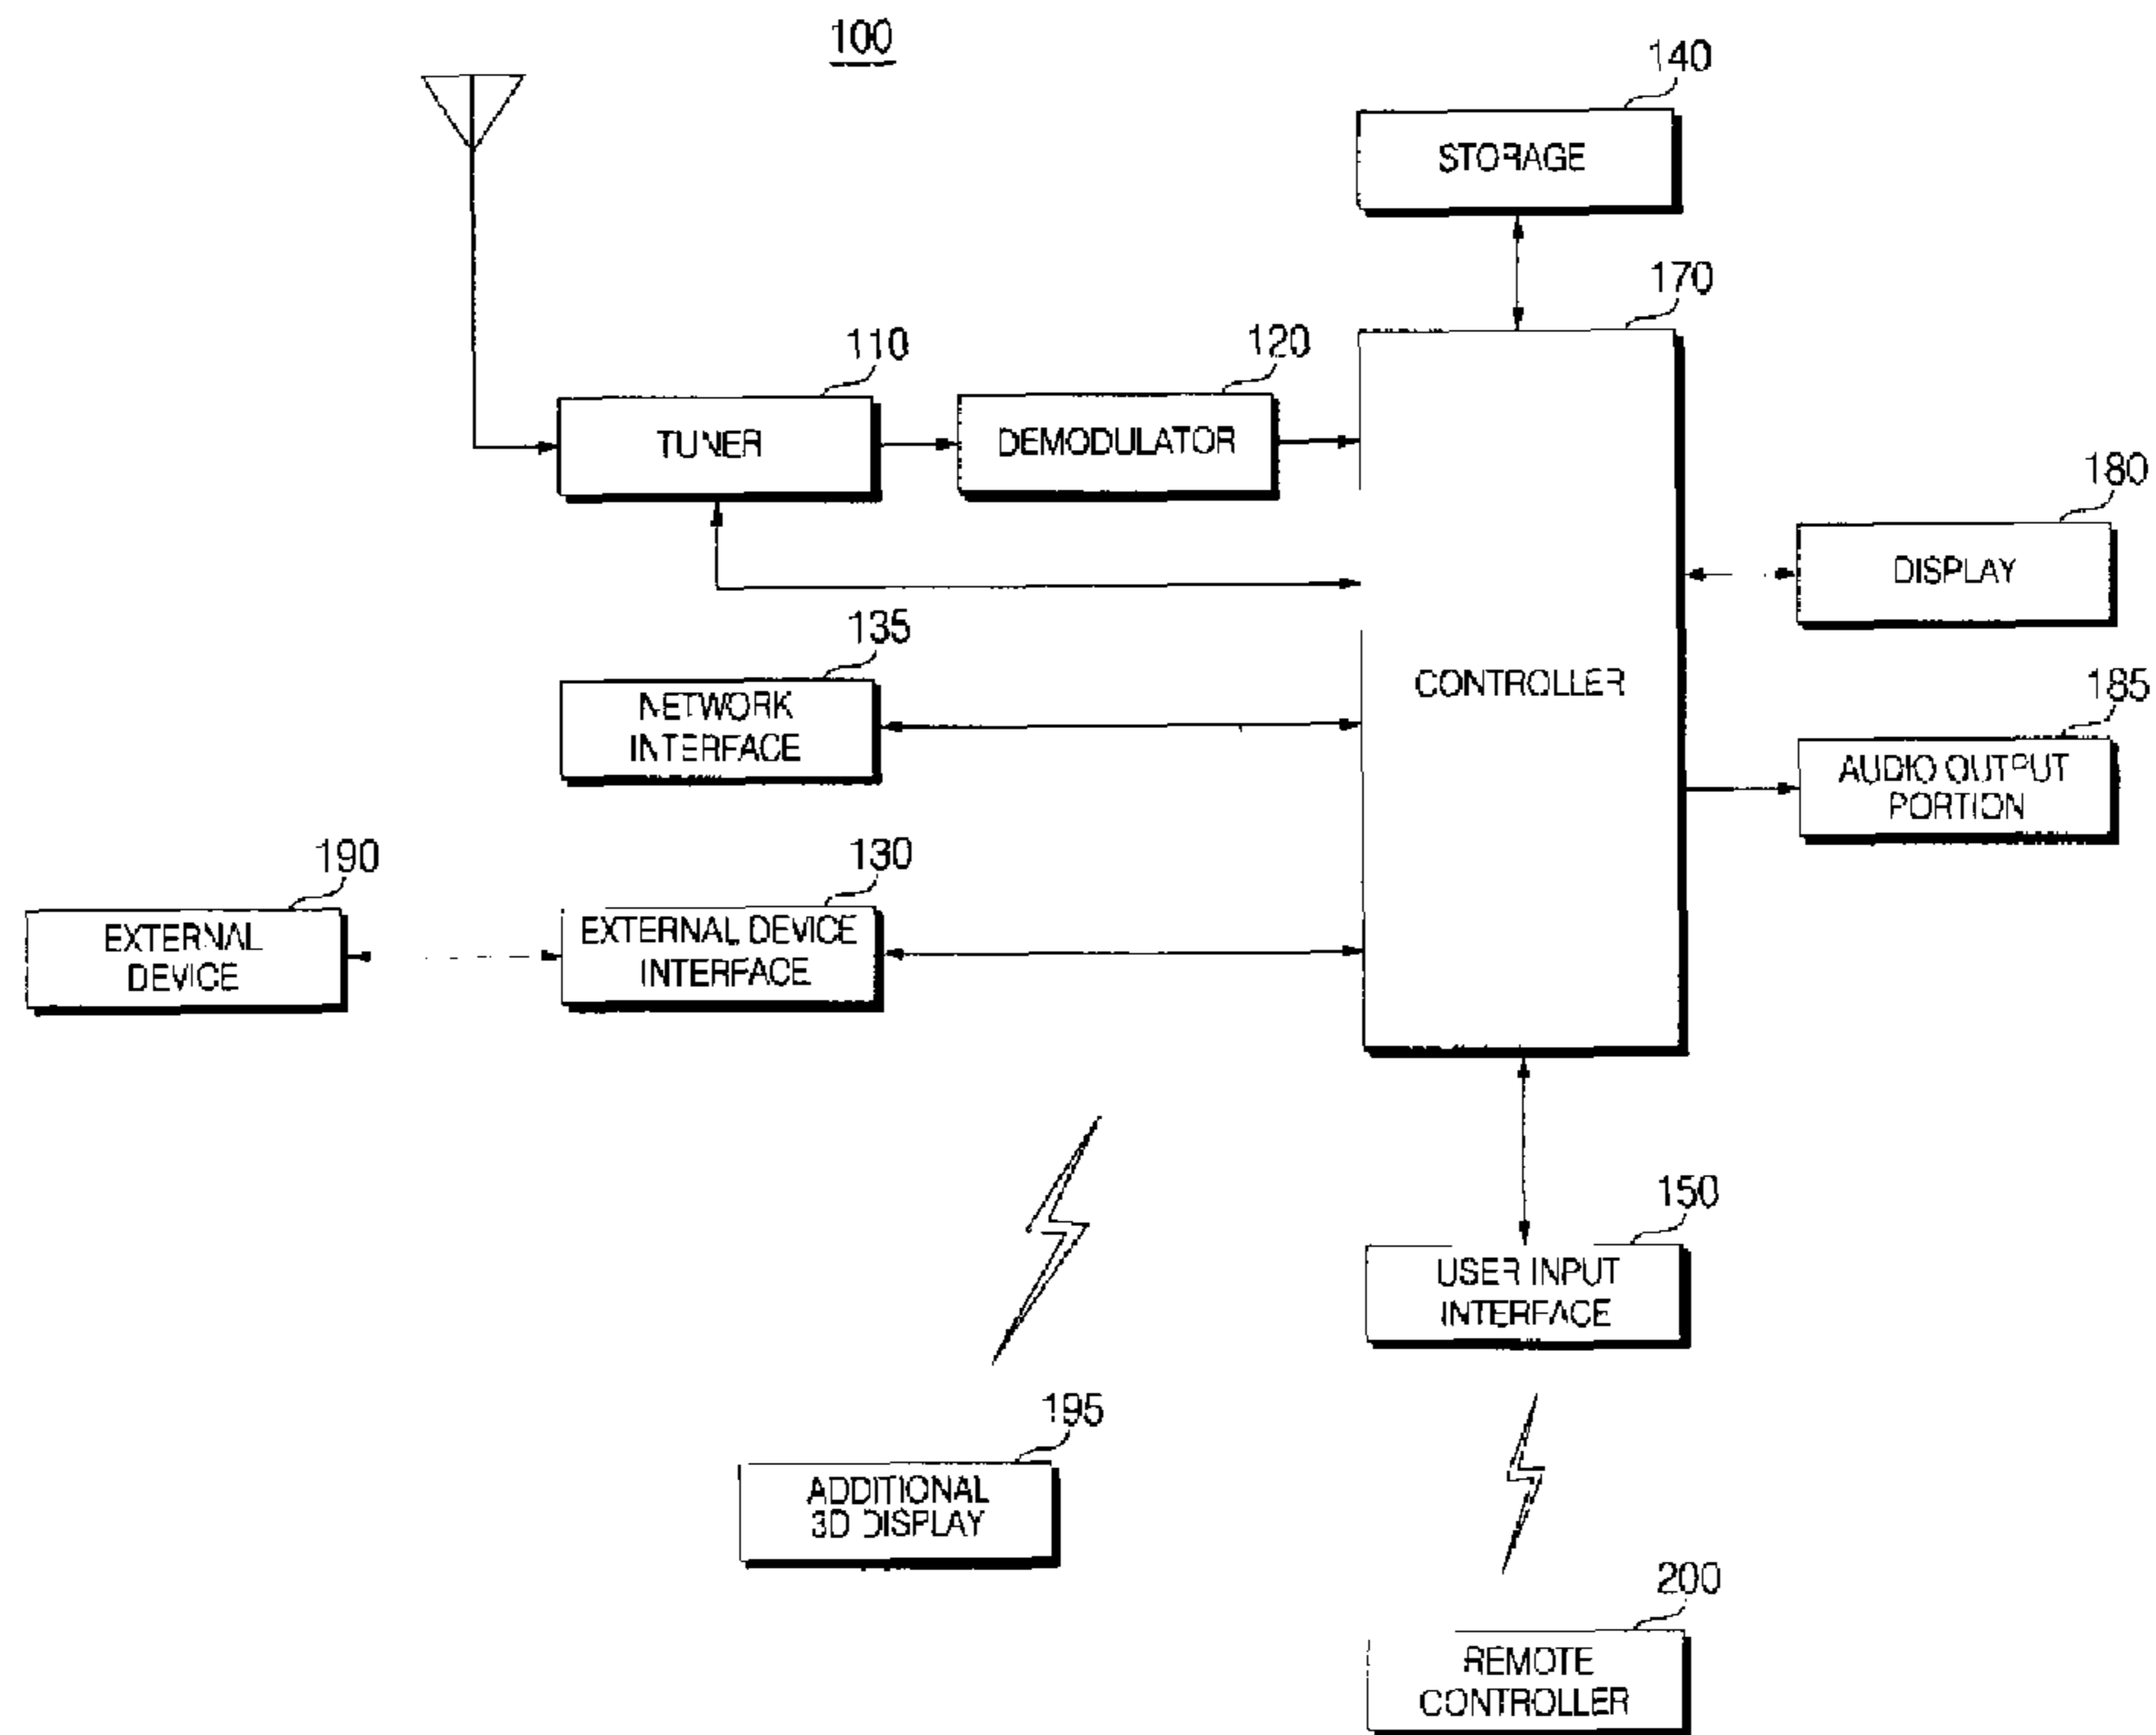 100
140
STORAGE
170
110
120
TUNER
DEMODULATOR
180
DISPLAY
135
NETWORK
INTERFACE
CONTROLLER
185
AUDIO OUTPUT
PORTION
190
EXTERNAL
DEVICE
130
EXTERNAL DEVICE
INTERFACE
150
USER INPUT
INTERFACE
195
ADDITIONAL
3D DISPLAY
200
REMOTE
CONTROLLER